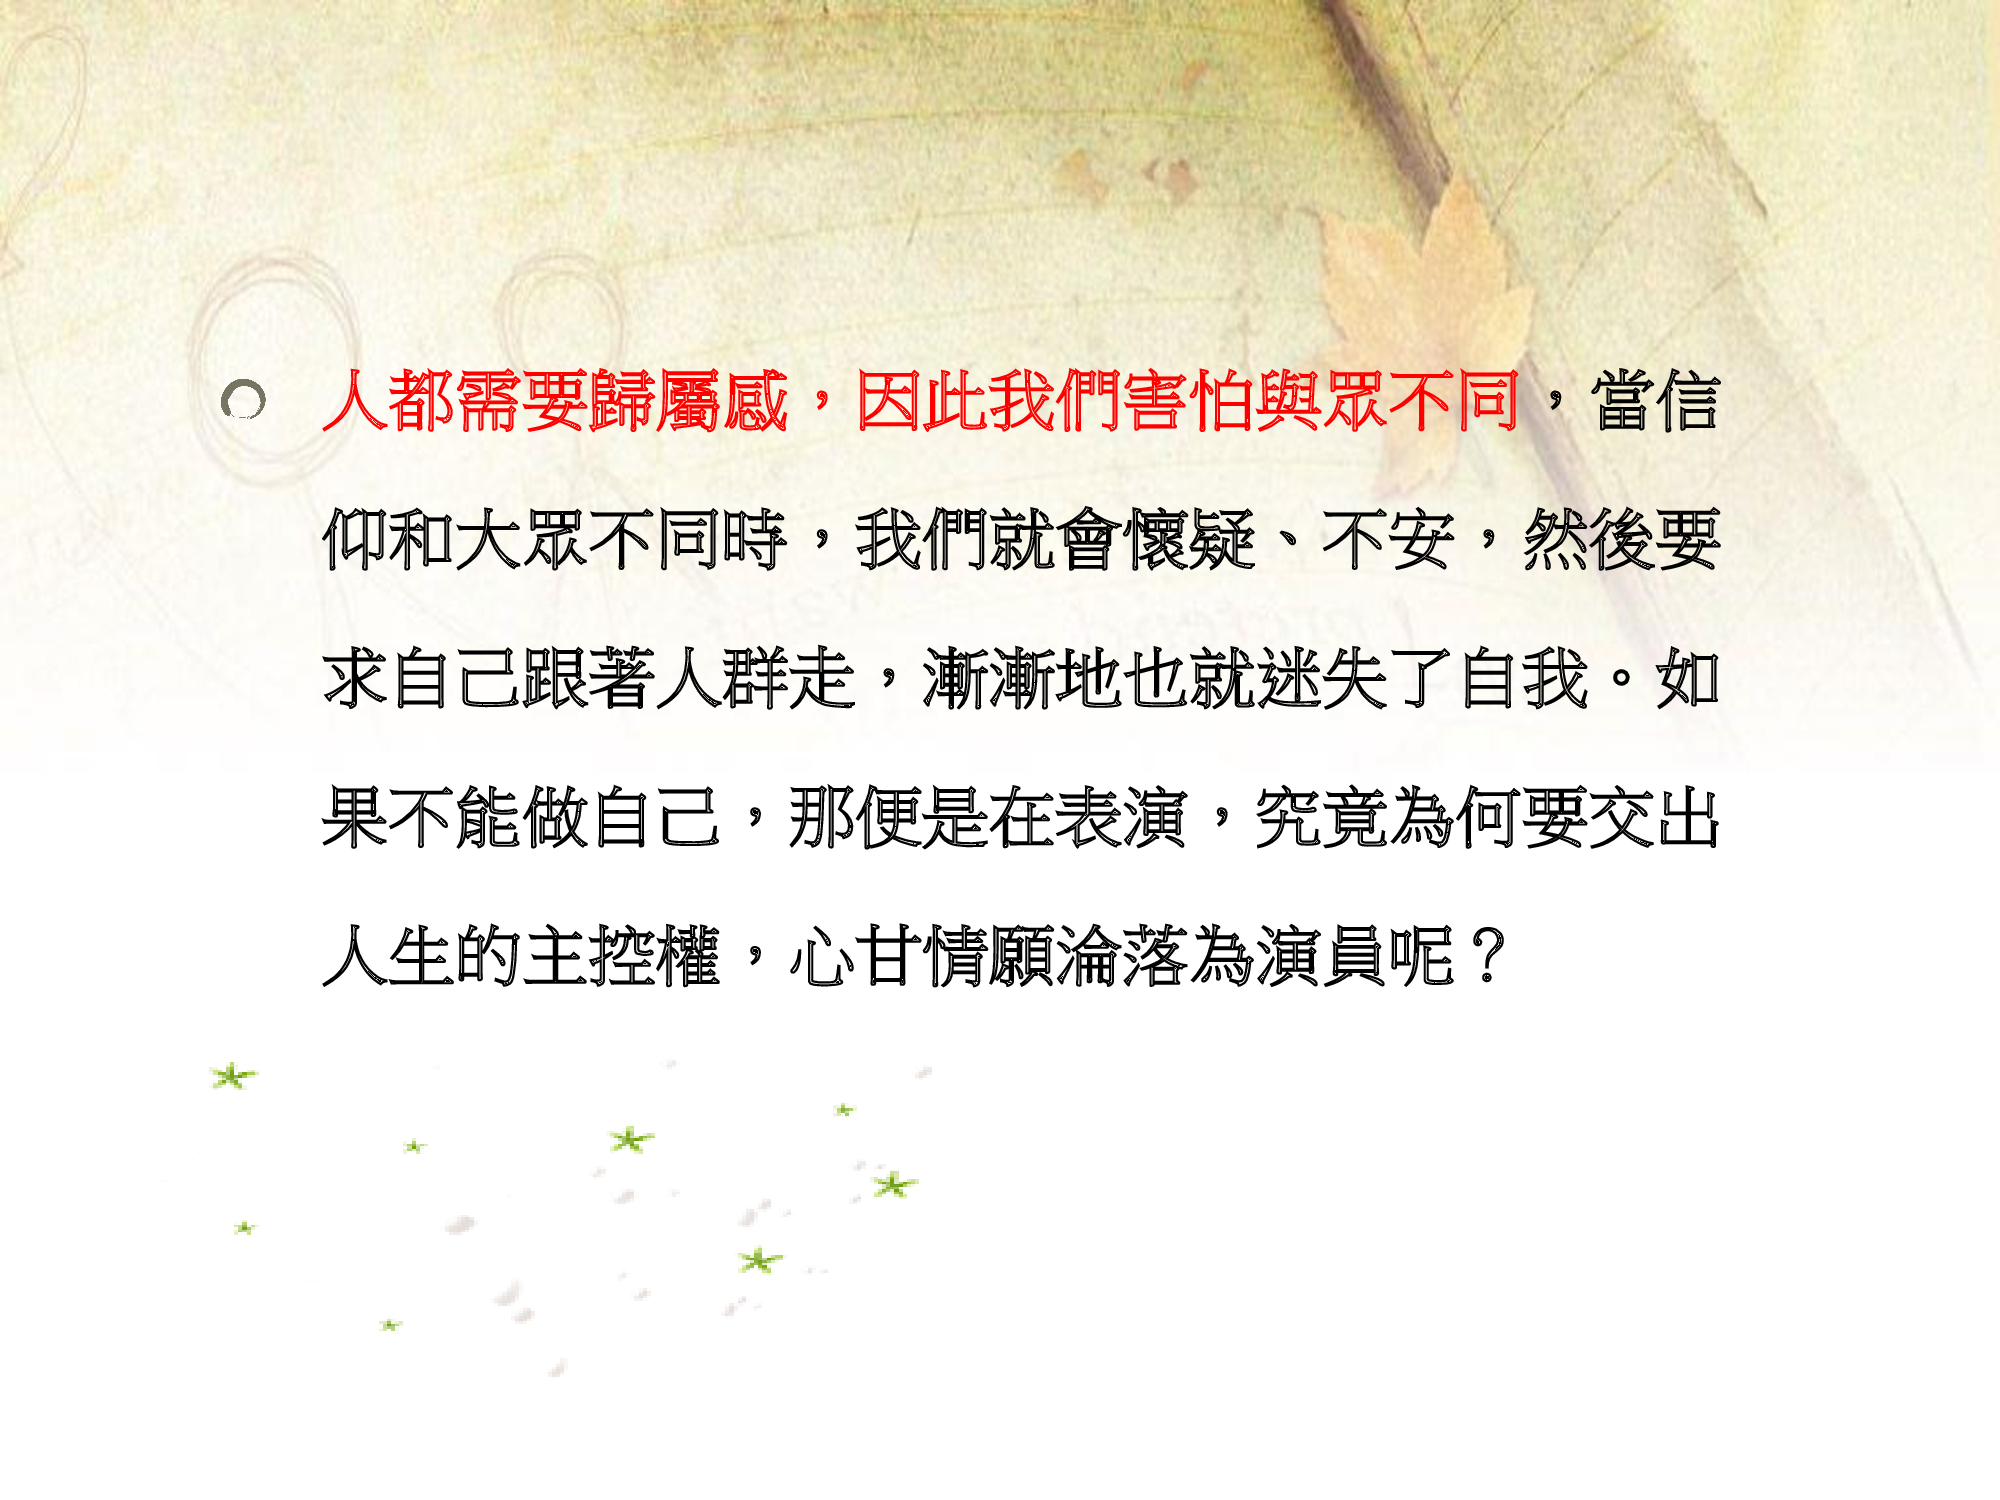 人都需要歸屬感，因此我們害怕與眾不同，當信
仰和大眾不同時，我們就會懷疑、不安，然後要
求自己跟著人群走，漸漸地也就迷失了自我。如
果不能做自己，那便是在表演，究竟為何要交出
人生的主控權，心甘情願淪落為演員呢？